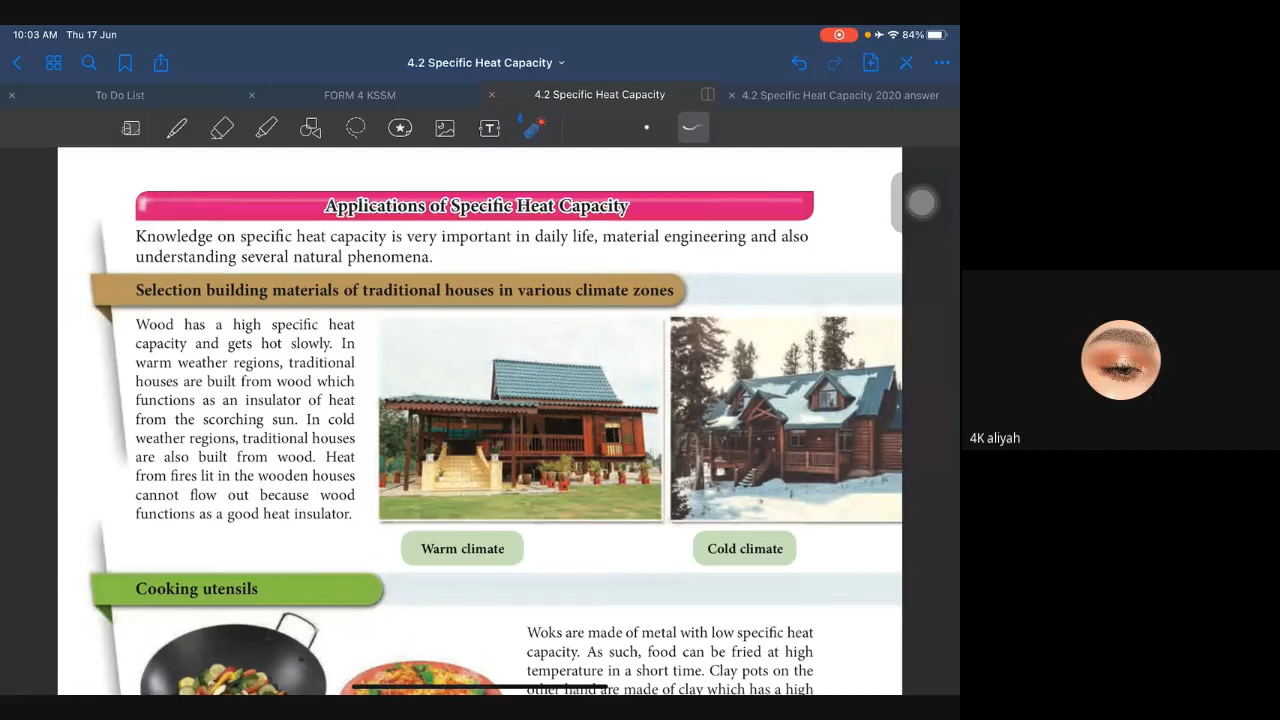 10:03 AM Thu 17 Jun
84%
4.2 Specific Heat Capacity
To Do List
FORM 4 KSSM
4.2 Specific Heat Capacity
4.2 Specific Heat Capacity 2020 answer
Applications of Specific Heat Capacity
Knowledge on specific heat capacity is very important in daily life, material engineering and also
understanding several natural phenomena.
Selection building materials of traditional houses in various climate zones
Wood has a high specific heat
capacity and gets hot slowly. In
warm weather regions, traditional
houses are built from wood which
functions as an insulator of heat
from the scorching sun. In cold
weather regions, traditional houses
are also built from wood. Heat
from fires lit in the wooden houses
cannot flow out because wood
functions as a good heat insulator.
Warm climate
Cold climate
Cooking utensils
Woks are made of metal with low specific heat
capacity. As such, food can be fried at high
temperature in a short time. Clay pots on the
other hand are made of clay which has a high
4K aliyah